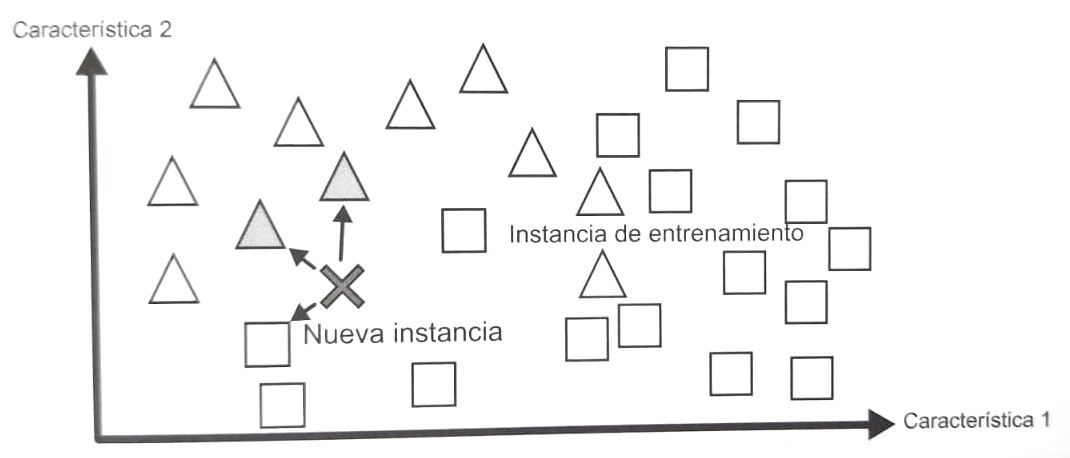 Característica 2
Instancia de entrenamiento
Nueva instancia
Característica 1